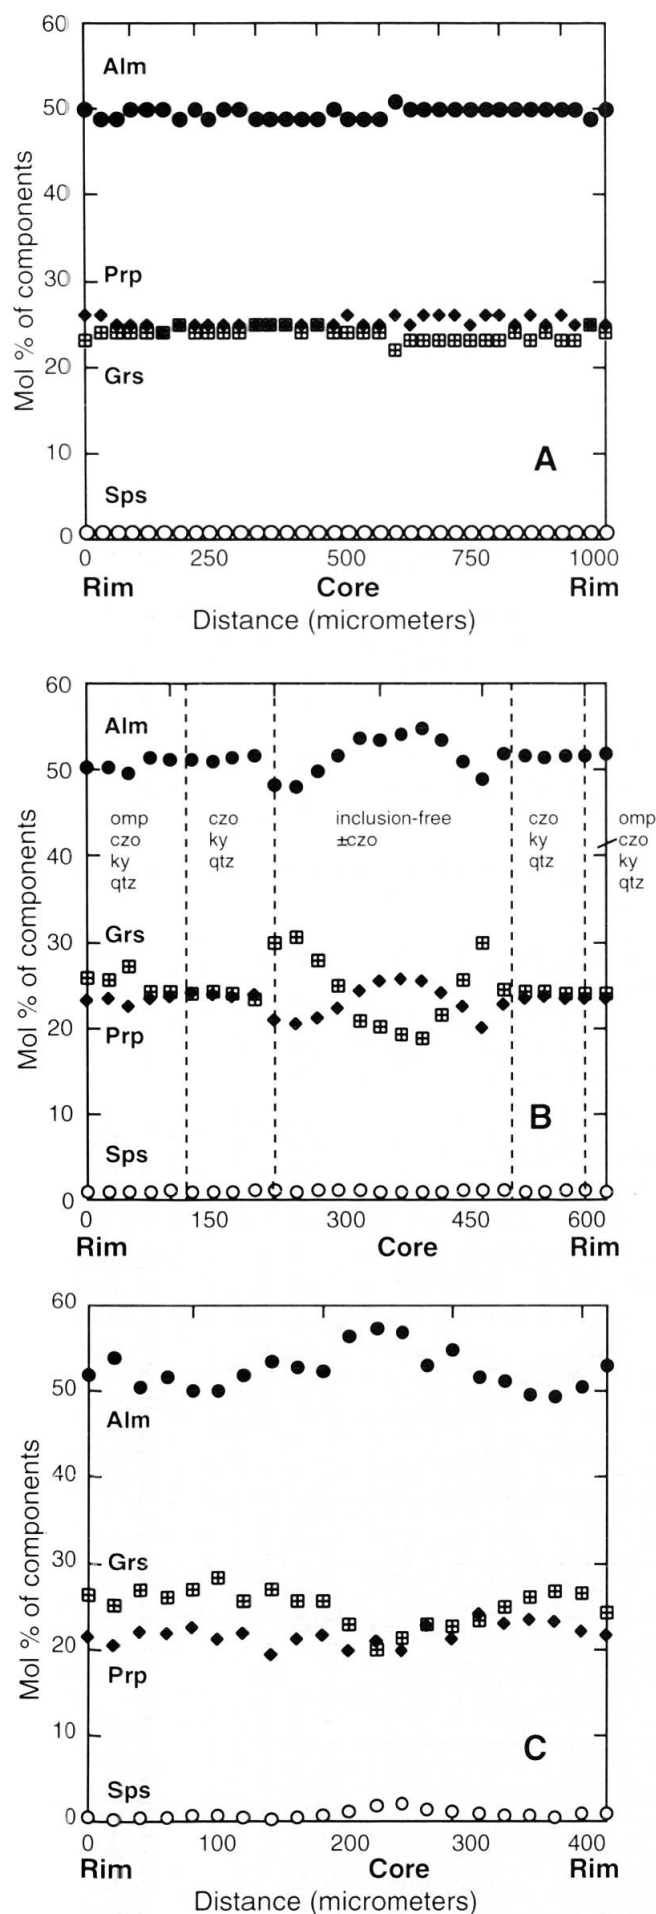 60
Alm
50
40
Mol % of components
Prp
30
20
Grs
A
10
Sps
0
0 250 500 750 1000
Rim Core Rim
Distance (micrometers)
60
Alm
50
omp czo inclusion-free czo omp
czo ky ±czo ky czo
ky qtz qtz ky
qtz qtz
40
Mol % of components
Grs
30
20
Prp
B
10
Sps
0
0 150 300 450 600
Rim Core Rim
60
50
Alm
40
Mol % of components
Grs
30
20
Prp
C
10
Sps
0
0 100 200 300 400
Rim Core Rim
Distance (micrometers)